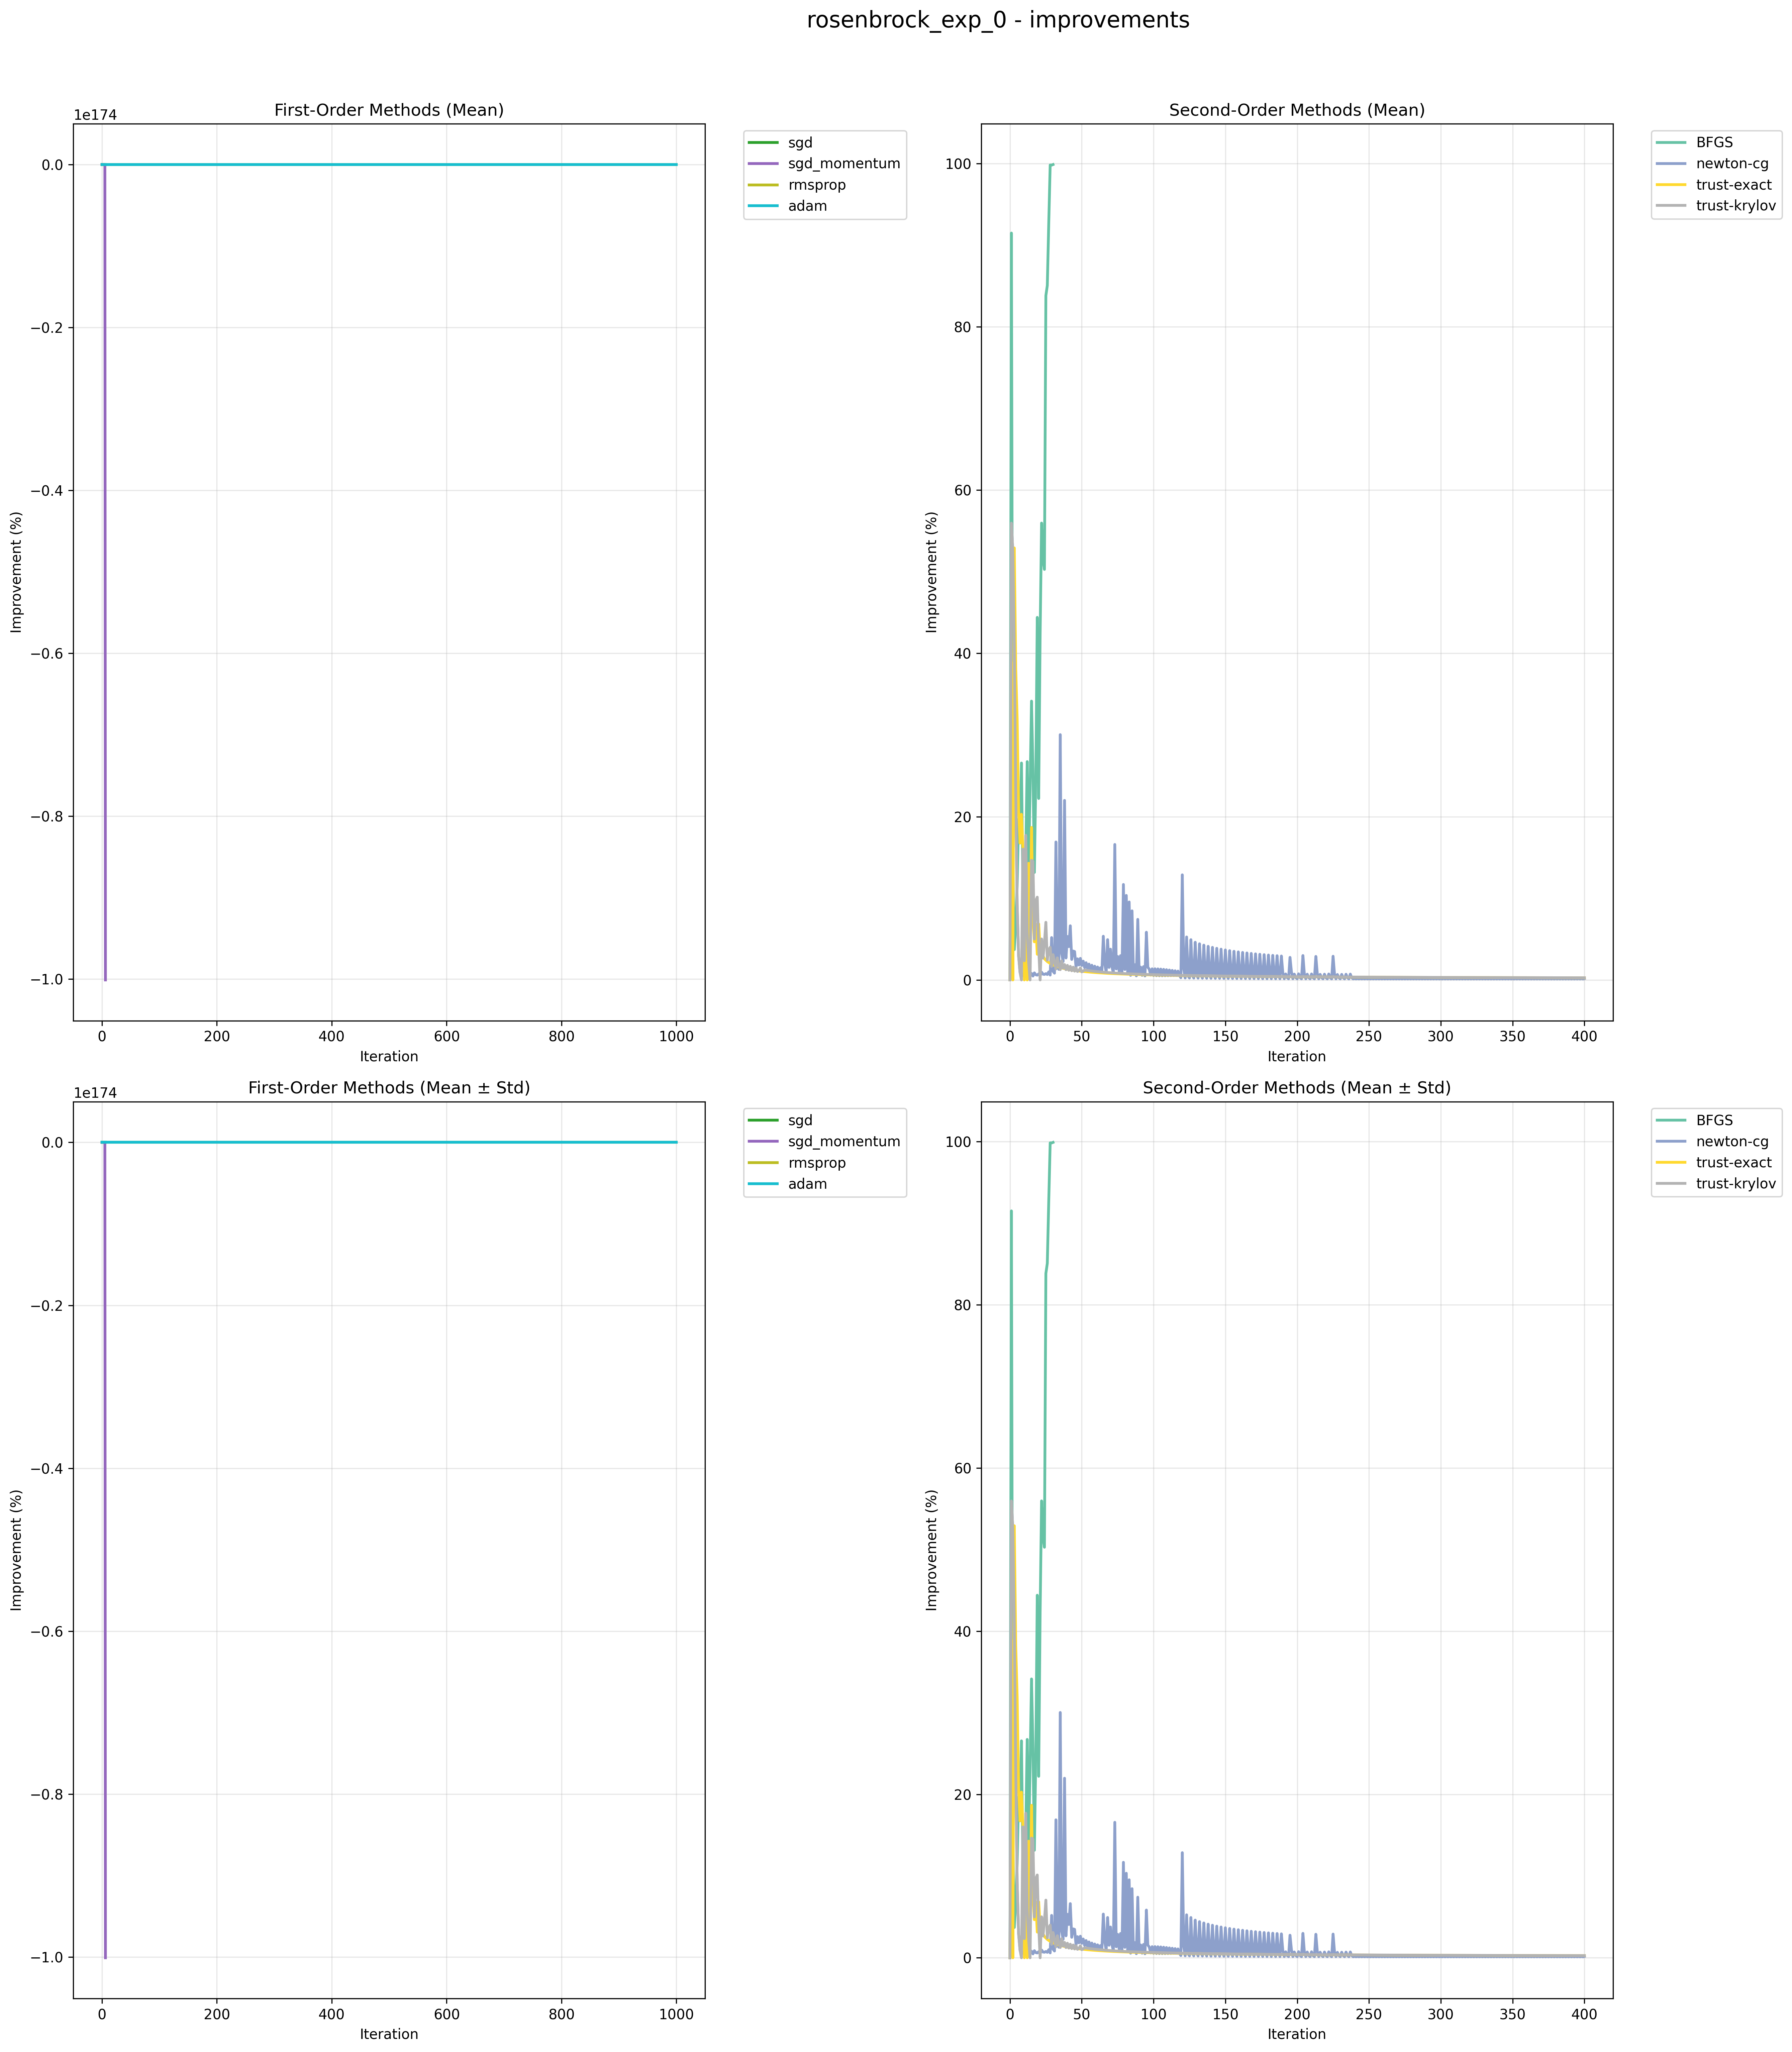 rosenbrock_exp_0 - improvements
First-Order Methods (Mean)
1e174
0.0
−0.2
−0.4
−0.6
−0.8
−1.0
Improvement (%)
0 200 400 600 800 1000
Iteration
sgd
sgd_momentum
rmsprop
adam
Second-Order Methods (Mean)
100
80
60
40
20
0
Improvement (%)
0 50 100 150 200 250 300 350 400
Iteration
BFGS
newton-cg
trust-exact
trust-krylov
First-Order Methods (Mean ± Std)
1e174
0.0
−0.2
−0.4
−0.6
−0.8
−1.0
Improvement (%)
0 200 400 600 800 1000
Iteration
sgd
sgd_momentum
rmsprop
adam
Second-Order Methods (Mean ± Std)
100
80
60
40
20
0
Improvement (%)
0 50 100 150 200 250 300 350 400
Iteration
BFGS
newton-cg
trust-exact
trust-krylov